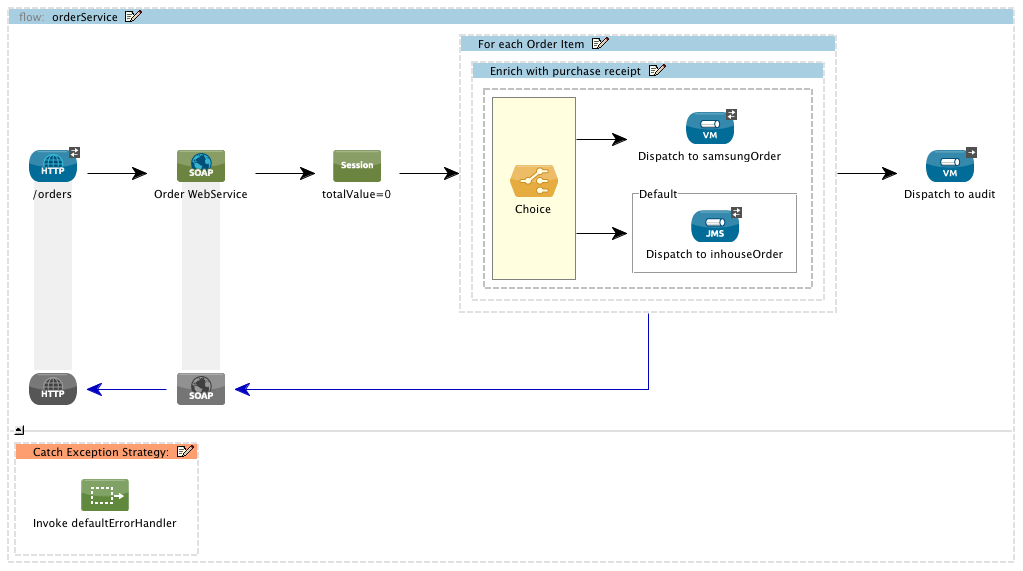 flow: orderService
For each Order Item
Enrich with purchase receipt
HTTP
/orders
SOAP
Order WebService
Session
totalValue=0
Choice
VM
Dispatch to samsungOrder
Default
JMS
Dispatch to inhouseOrder
VM
Dispatch to audit
HTTP
SOAP
Catch Exception Strategy:
Invoke defaultErrorHandler